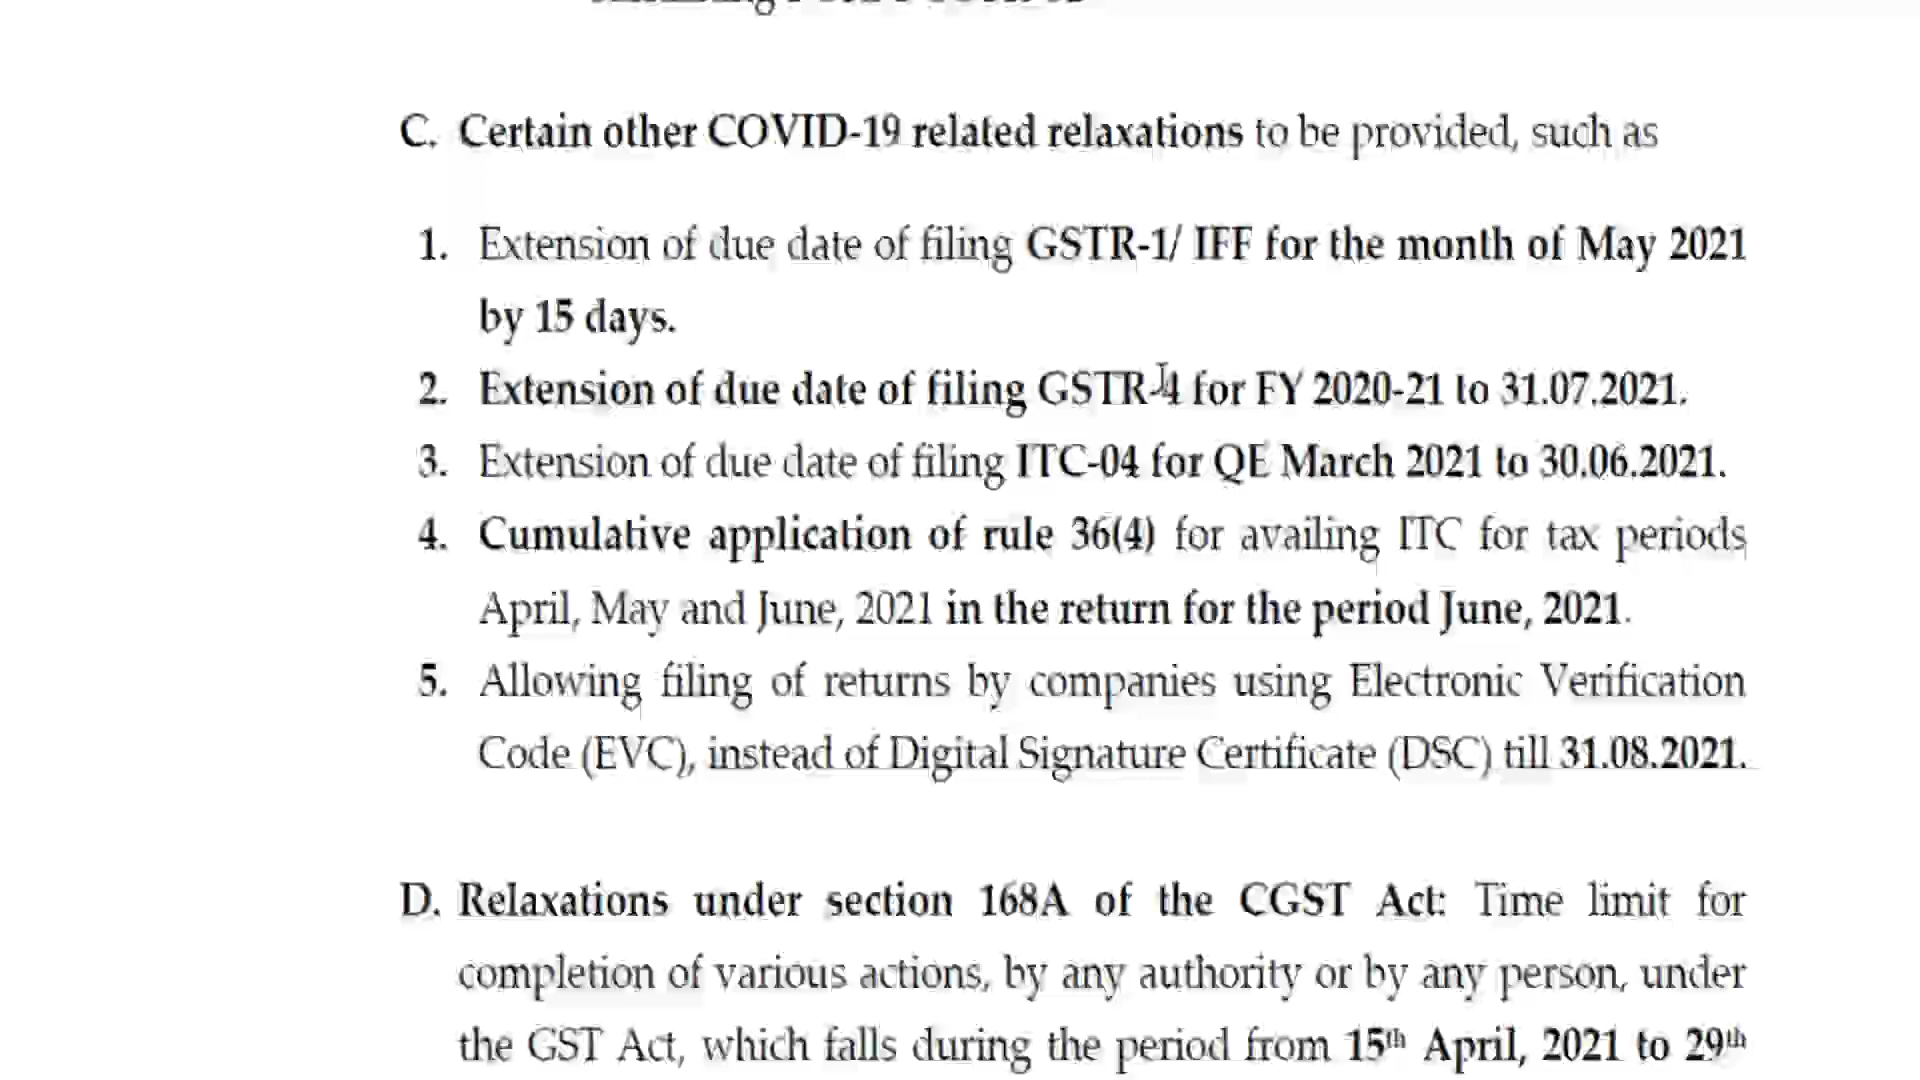 C. Certain other COVID-19 related relaxations to be provided, such as
1. Extension of due date of filing GSTR-1/ IFF for the month of May 2021
by 15 days.
2. Extension of due date of filing GSTR-4 for FY 2020-21 to 31.07.2021.
3. Extension of due date of filing ITC-04 for QE March 2021 to 30.06.2021.
4. Cumulative application of rule 36(4) for availing ITC for tax periods
April, May and June, 2021 in the return for the period June, 2021.
5. Allowing filing of returns by companies using Electronic Verification
Code (EVC), instead of Digital Signature Certificate (DSC) till 31.08.2021.
D. Relaxations under section 168A of the CGST Act: Time limit for
completion of various actions, by any authority or by any person, under
the GST Act, which falls during the period from 15th April, 2021 to 29th